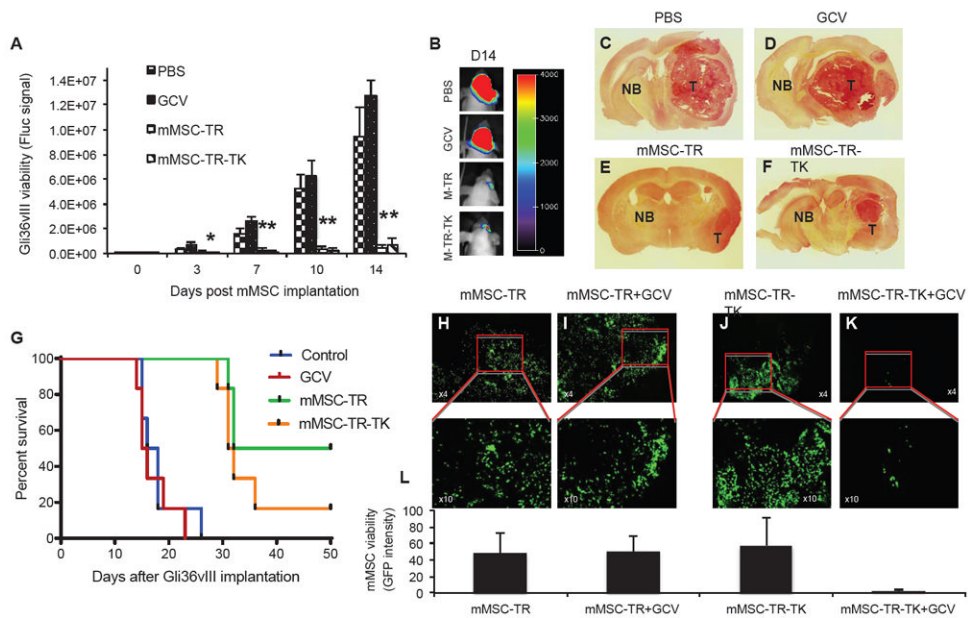 A
Gli36vIII viability (Fluc signal)
1.4E+07
1.2E+07
1.0E+07
8.0E+06
6.0E+06
4.0E+06
2.0E+06
0.0E+00
PBS
GCV
mMSC-TR
mMSC-TR-TK
*
**
**
**
0 3 7 10 14
Days post mMSC implantation
B
D14
PBS
GCV
M-TR
M-TR-TK
4000
3000
2000
1000
0
PBS
GCV
C
NB
T
D
NB
T
mMSC-TR
mMSC-TR-
TK
E
NB
T
F
NB
T
G
Percent survival
100
80
60
40
20
0
Control
GCV
mMSC-TR
mMSC-TR-TK
0 10 20 30 40 50
Days after Gli36vIII implantation
mMSC-TR
mMSC-TR+GCV
mMSC-TR-
TK
mMSC-TR-TK+GCV
H
x4
I
x4
J
x4
K
x4
x10
x10
x10
x10
L
mMSC viability
(GFP intensity)
100
80
60
40
20
0
mMSC-TR
mMSC-TR+GCV
mMSC-TR-TK
mMSC-TR-TK+GCV